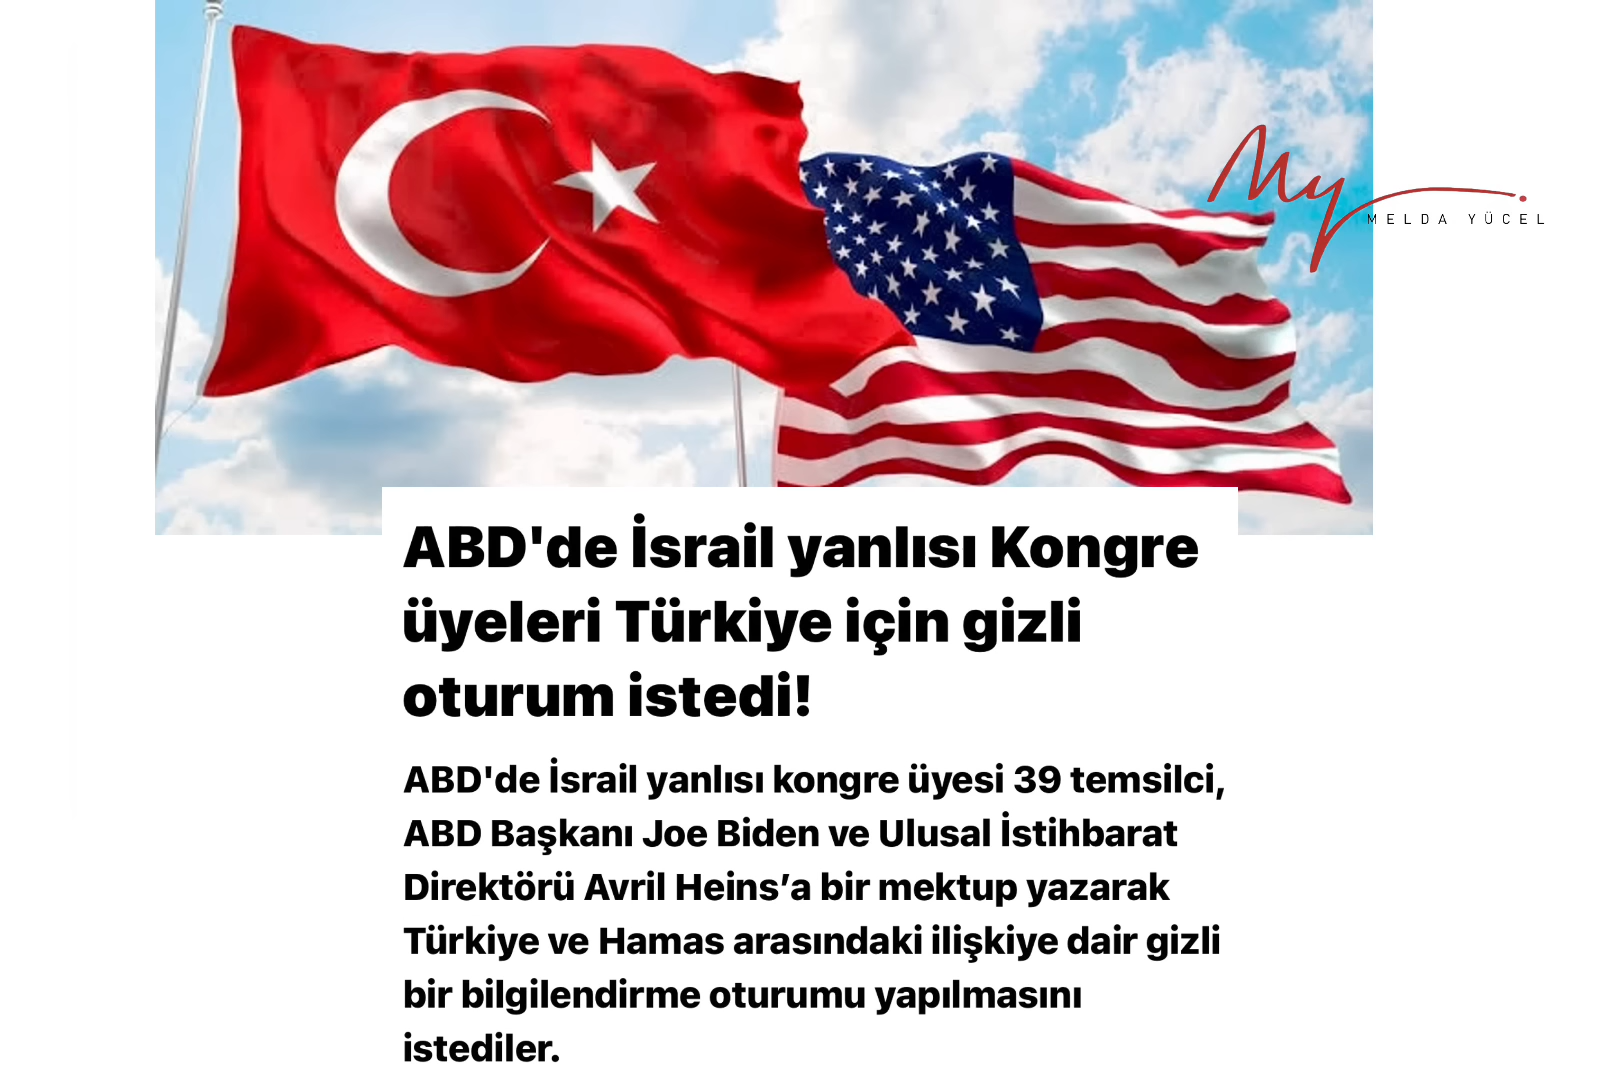 My
MELDA YÜCEL
ABD'de İsrail yanlısı Kongre
üyeleri Türkiye için gizli
oturum istedi!
ABD'de İsrail yanlısı kongre üyesi 39 temsilci,
ABD Başkanı Joe Biden ve Ulusal İstihbarat
Direktörü Avril Heins’a bir mektup yazarak
Türkiye ve Hamas arasındaki ilişkiye dair gizli
bir bilgilendirme oturumu yapılmasını
istediler.